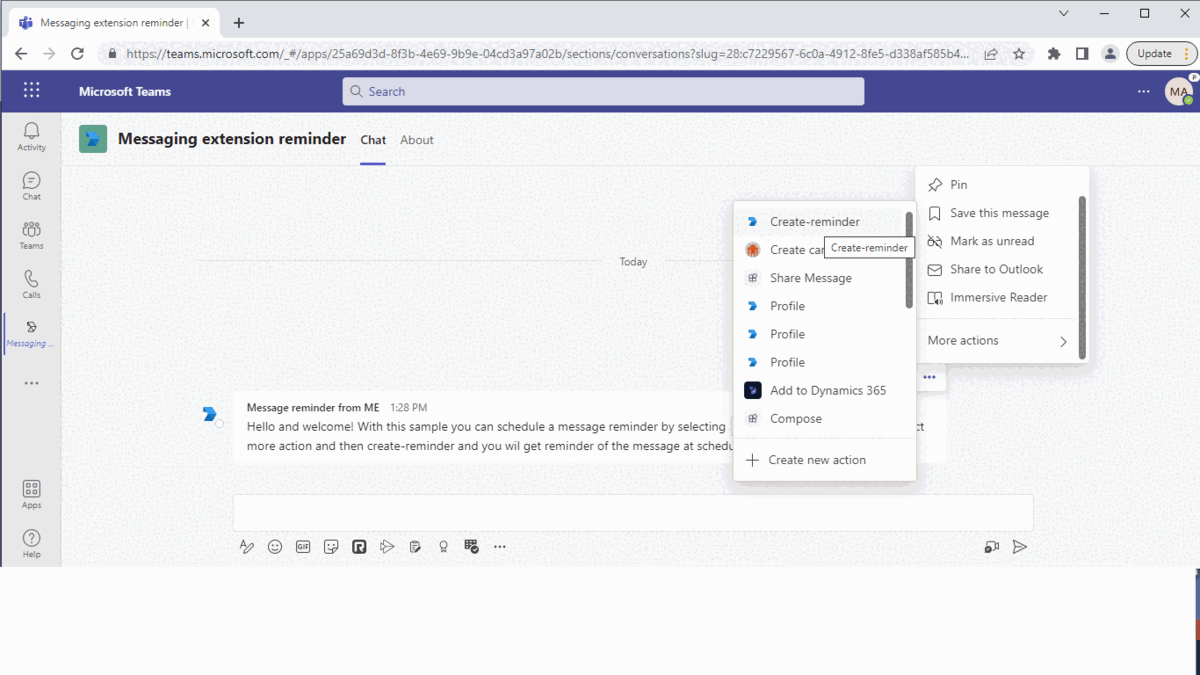 Messaging extension reminder |
https://teams.microsoft.com/_#/apps/25a69d3d-8f3b-4e69-9b9e-04cd3a97a02b/sections/conversations?slug=28:c7229567-6c0a-4912-8fe5-d338af585b4...
Update
Microsoft Teams
Search
MA
P
Activity
Chat
Teams
Calls
Messaging ...
Apps
Help
Messaging extension reminder
Chat
About
Today
Message reminder from ME 1:28 PM
Hello and welcome! With this sample you can schedule a message reminder by selecting ct
more action and then create-reminder and you wil get reminder of the message at schedu
GIF
Create-reminder
Create car
Create-reminder
Share Message
Profile
Profile
Profile
Add to Dynamics 365
Compose
Create new action
Pin
Save this message
Mark as unread
Share to Outlook
Immersive Reader
More actions